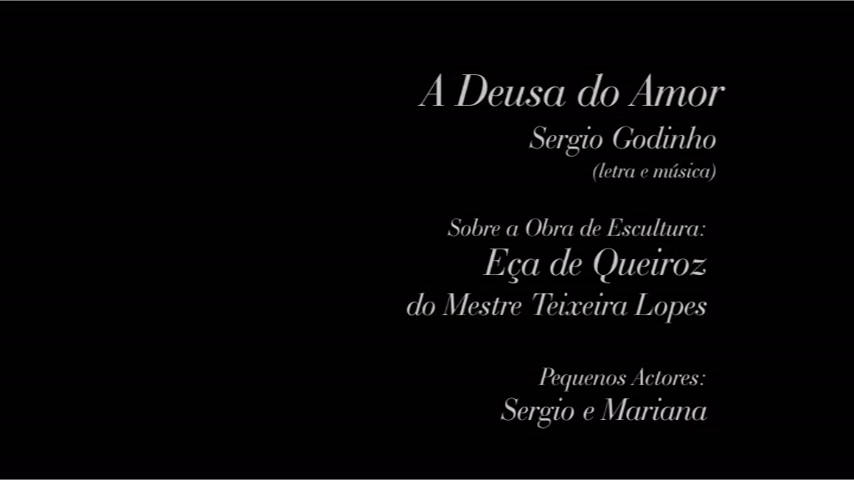 A Deusa do Amor
Sergio Godinho
(letra e música)
Sobre a Obra de Escultura:
Eça de Queiroz
do Mestre Teixeira Lopes
Pequenos Actores:
Sergio e Mariana